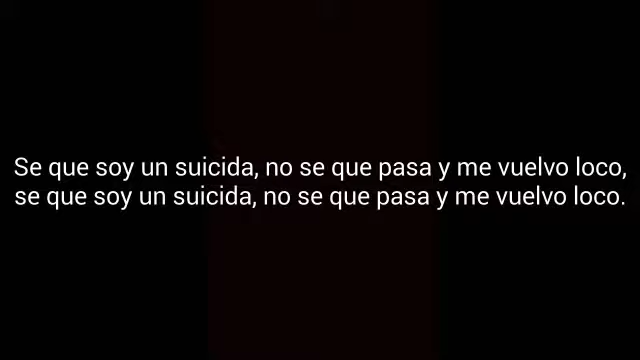 Se que soy un suicida, no se que pasa y me vuelvo loco,
se que soy un suicida, no se que pasa y me vuelvo loco.